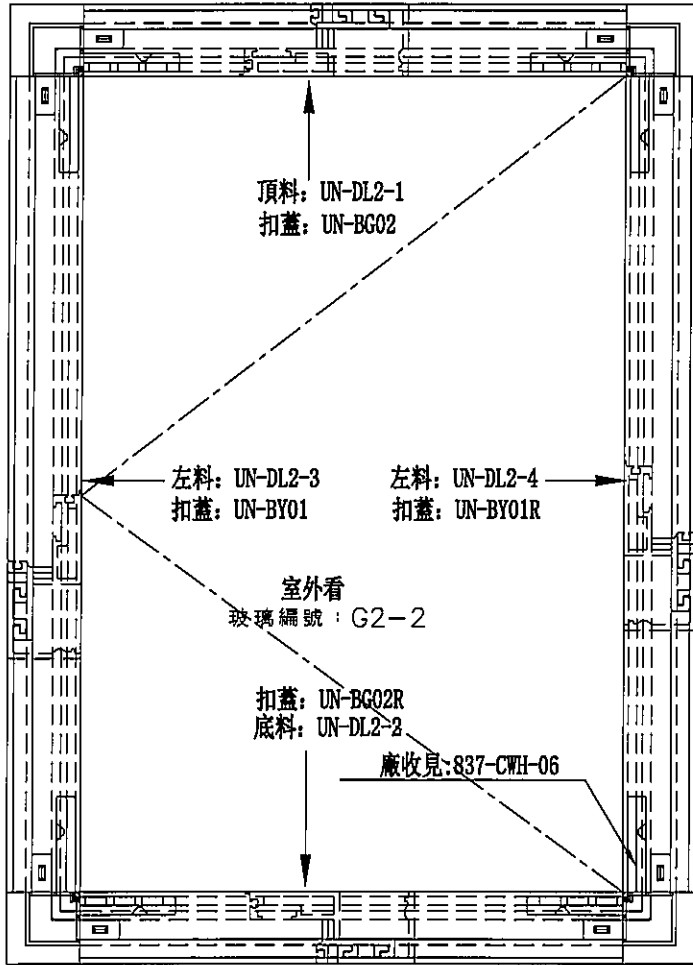 頂料: UN-DL2-1
扣蓋: UN-BG02
左料: UN-DL2-3
扣蓋: UN-BY01
左料: UN-DL2-4
扣蓋: UN-BY01R
室外看
玻璃編號：G2-2
扣蓋: UN-BG02R
底料: UN-DL2-2
廠收見:837-CWH-06